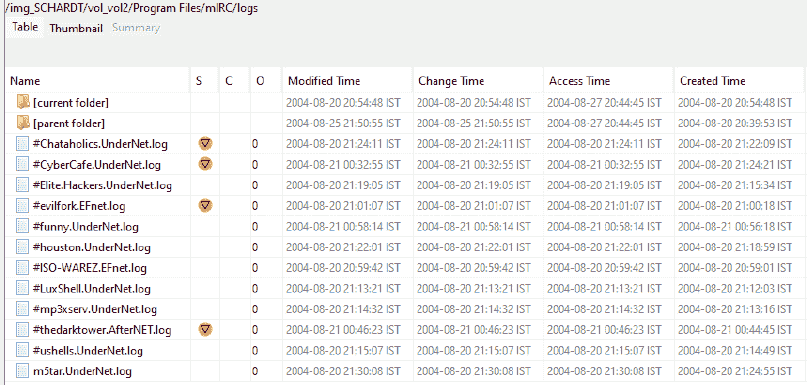 /img_SCHARDT/vol_vol2/Program Files/mIRC/logs
Table Thumbnail Summary
Name S C O Modified Time Change Time Access Time Created Time
[current folder] 2004-08-20 20:54:48 IST 2004-08-20 20:54:48 IST 2004-08-27 20:44:45 IST 2004-08-20 20:54:48 IST
[parent folder] 2004-08-25 21:50:55 IST 2004-08-25 21:50:55 IST 2004-08-27 20:44:45 IST 2004-08-20 20:39:53 IST
#Chataholics.UnderNet.log 0 2004-08-20 21:24:11 IST 2004-08-20 21:24:11 IST 2004-08-20 21:24:11 IST 2004-08-20 21:22:09 IST
#CyberCafe.UnderNet.log 0 2004-08-21 00:32:55 IST 2004-08-21 00:32:55 IST 2004-08-21 00:32:55 IST 2004-08-20 21:24:21 IST
#Elite.Hackers.UnderNet.log 0 2004-08-20 21:19:05 IST 2004-08-20 21:19:05 IST 2004-08-20 21:19:05 IST 2004-08-20 21:15:34 IST
#evilfork.EFnet.log 0 2004-08-20 21:01:07 IST 2004-08-20 21:01:07 IST 2004-08-20 21:01:07 IST 2004-08-20 21:00:18 IST
#funny.UnderNet.log 0 2004-08-21 00:58:14 IST 2004-08-21 00:58:14 IST 2004-08-21 00:58:14 IST 2004-08-21 00:56:18 IST
#houston.UnderNet.log 0 2004-08-20 21:22:01 IST 2004-08-20 21:22:01 IST 2004-08-20 21:22:01 IST 2004-08-20 21:18:59 IST
#ISO-WAREZ.EFnet.log 0 2004-08-20 20:59:42 IST 2004-08-20 20:59:42 IST 2004-08-20 20:59:42 IST 2004-08-20 20:59:01 IST
#LuxShell.UnderNet.log 0 2004-08-20 21:13:21 IST 2004-08-20 21:13:21 IST 2004-08-20 21:13:21 IST 2004-08-20 21:12:03 IST
#mp3xserv.UnderNet.log 0 2004-08-20 21:14:32 IST 2004-08-20 21:14:32 IST 2004-08-20 21:14:32 IST 2004-08-20 21:13:16 IST
#thedarktower.AfterNET.log 0 2004-08-21 00:46:23 IST 2004-08-21 00:46:23 IST 2004-08-21 00:46:23 IST 2004-08-21 00:44:45 IST
#ushells.UnderNet.log 0 2004-08-20 21:15:07 IST 2004-08-20 21:15:07 IST 2004-08-20 21:15:07 IST 2004-08-20 21:14:49 IST
m5tar.UnderNet.log 0 2004-08-20 21:30:08 IST 2004-08-20 21:30:08 IST 2004-08-20 21:30:08 IST 2004-08-20 21:24:55 IST